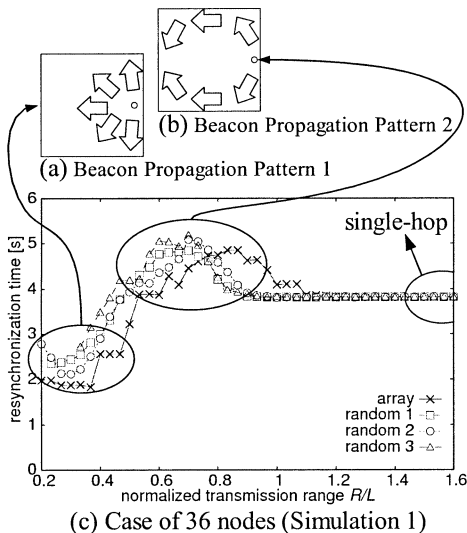 (b) Beacon Propagation Pattern 2
(a) Beacon Propagation Pattern 1
single-hop
resynchronization time [s]
6
5
4
3
2
1
0
array
random 1
random 2
random 3
0.2 0.4 0.6 0.8 1.0 1.2 1.4 1.6
normalized transmission range R/L
(c) Case of 36 nodes (Simulation 1)